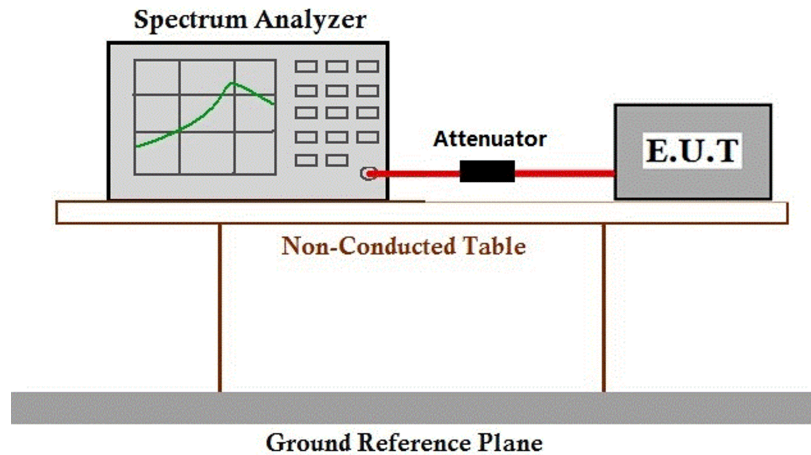 Spectrum Analyzer
Attenuator
E.U.T
Non-Conducted Table
Ground Reference Plane